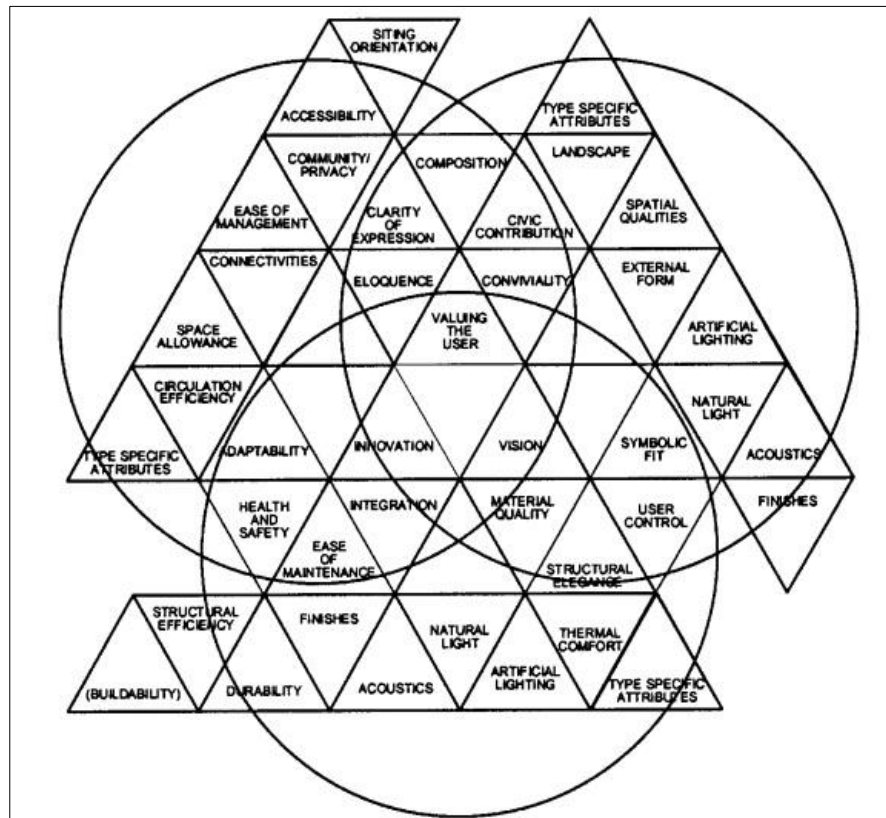 SITING
ORIENTATION
ACCESSIBILITY
TYPE SPECIFIC
ATTRIBUTES
COMMUNITY/
PRIVACY
COMPOSITION
LANDSCAPE
EASE OF
MANAGEMENT
CLARITY
OF
EXPRESSION
CIVIC
CONTRIBUTION
SPATIAL
QUALITIES
CONNECTIVITIES
ELOQUENCE
CONVIVIALITY
EXTERNAL
FORM
SPACE
ALLOWANCE
VALUING
THE
USER
ARTIFICIAL
LIGHTING
CIRCULATION
EFFICIENCY
NATURAL
LIGHT
TYPE SPECIFIC
ATTRIBUTES
ADAPTABILITY
INNOVATION
VISION
SYMBOLIC
FIT
ACOUSTICS
HEALTH
AND
SAFETY
INTEGRATION
MATERIAL
QUALITY
USER
CONTROL
FINISHES
EASE
OF
MAINTENANCE
STRUCTURAL
ELEGANCE
STRUCTURAL
EFFICIENCY
FINISHES
NATURAL
LIGHT
THERMAL
COMFORT
(BUILDABILITY)
DURABILITY
ACOUSTICS
ARTIFICIAL
LIGHTING
TYPE SPECIFIC
ATTRIBUTES